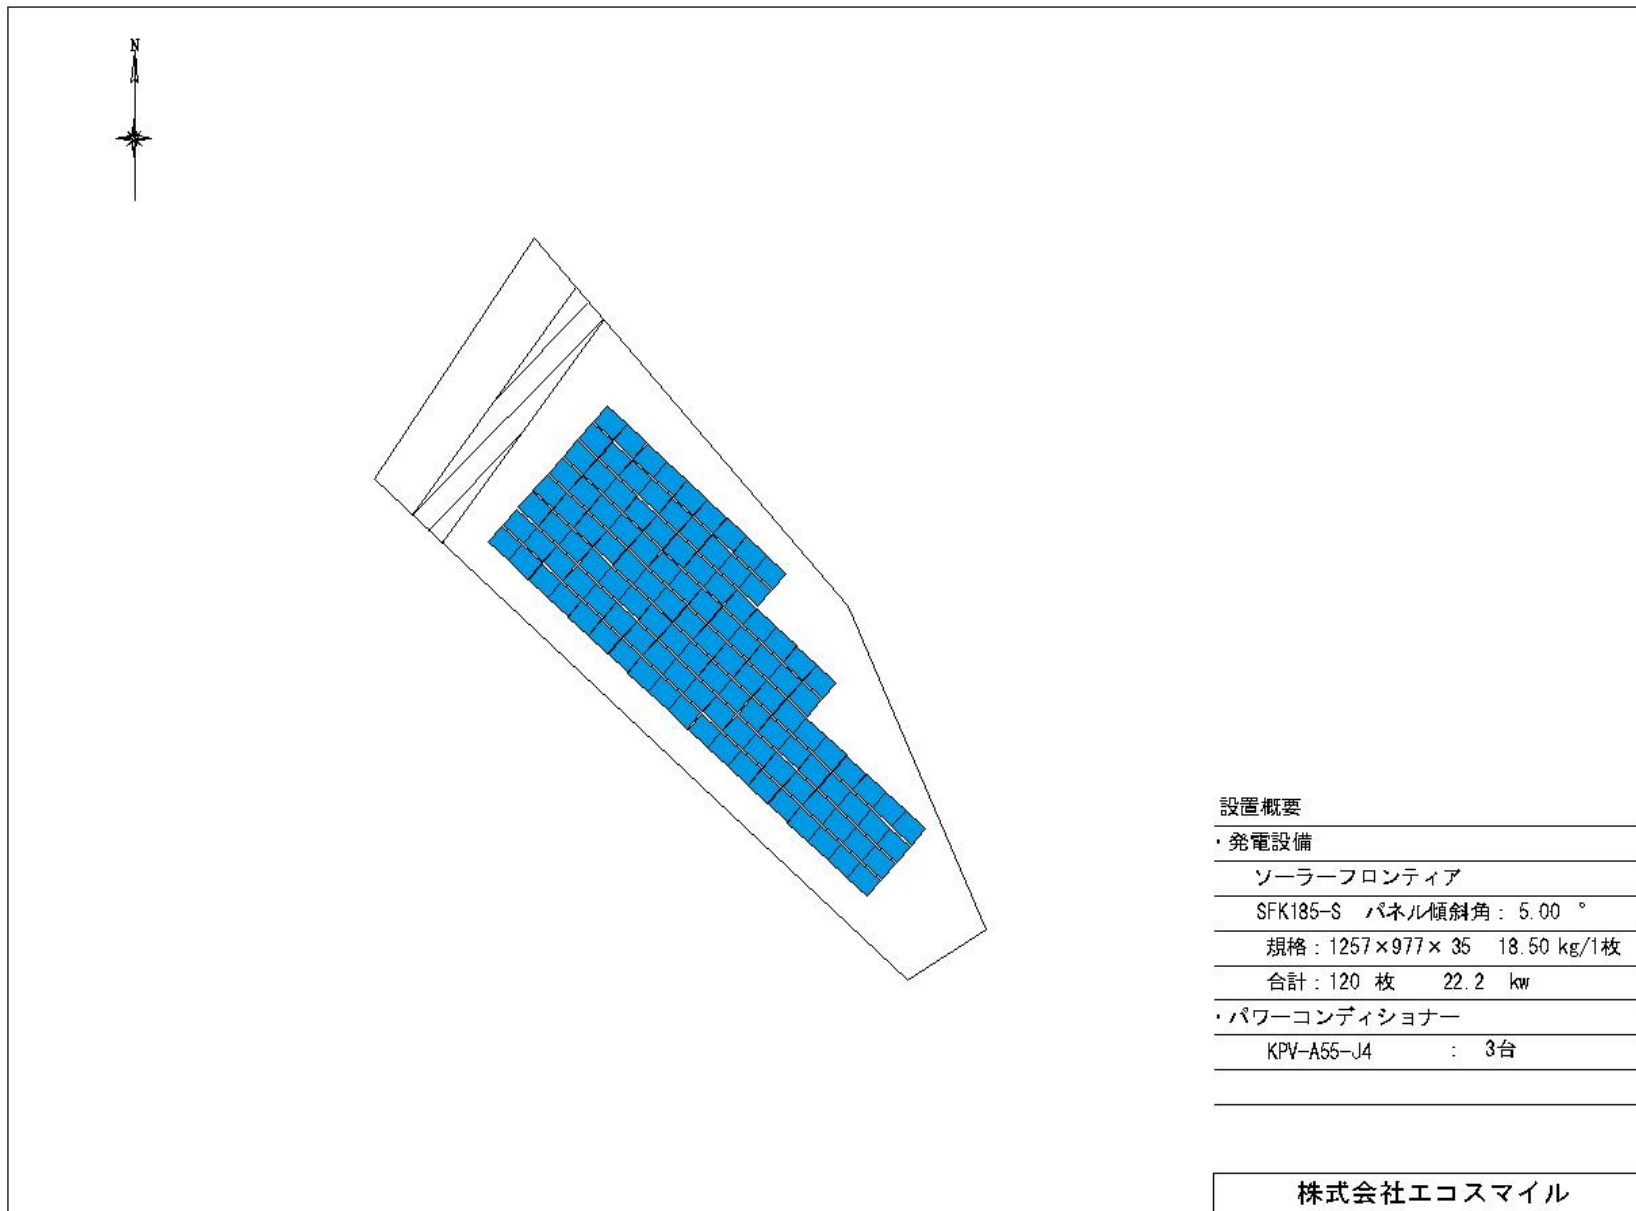 N
設置概要
・発電設備
ソーラーフロンティア
SFK185-S パネル傾斜角： 5.00 °
規格：1257×977× 35 18.50 kg/1枚
合計：120 枚 22.2 kw
・パワーコンディショナー
KPV-A55-J4 ： 3台
株式会社エコスマイル